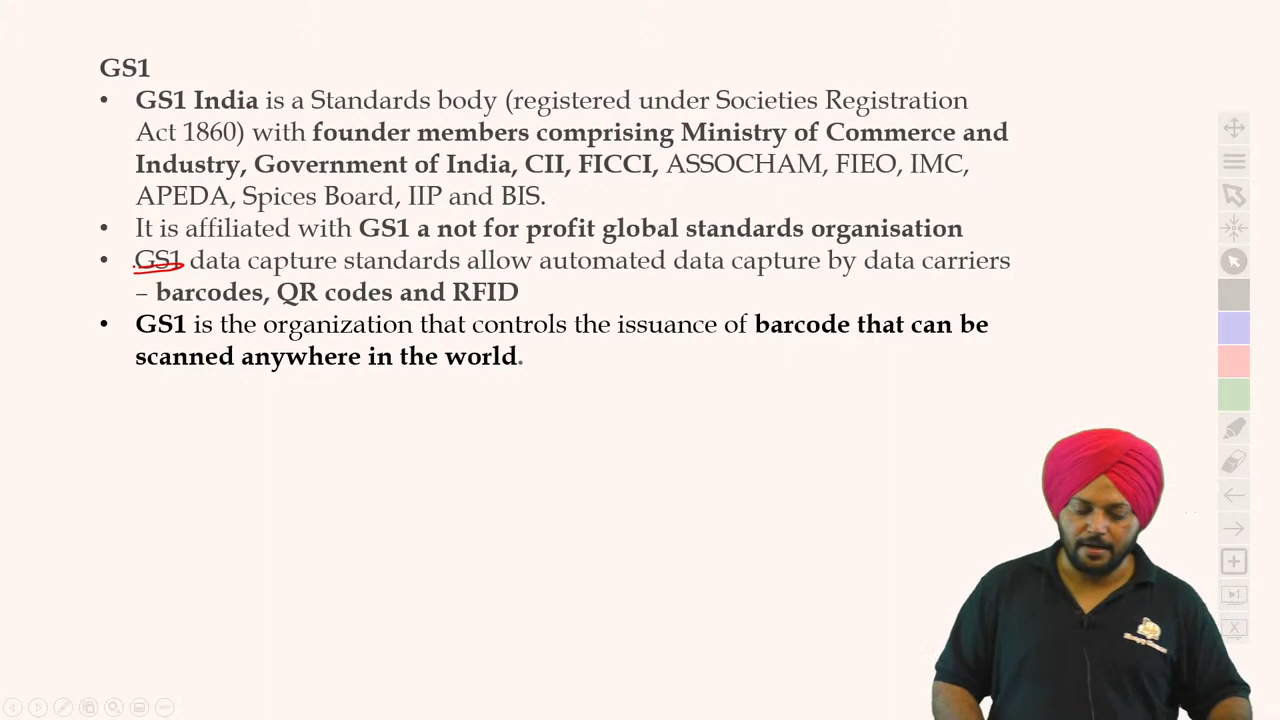 GS1
• GS1 India is a Standards body (registered under Societies Registration
Act 1860) with founder members comprising Ministry of Commerce and
Industry, Government of India, CII, FICCI, ASSOCHAM, FIEO, IMC,
APEDA, Spices Board, IIP and BIS.
• It is affiliated with GS1 a not for profit global standards organisation
• GS1 data capture standards allow automated data capture by data carriers
– barcodes, QR codes and RFID
• GS1 is the organization that controls the issuance of barcode that can be
scanned anywhere in the world.